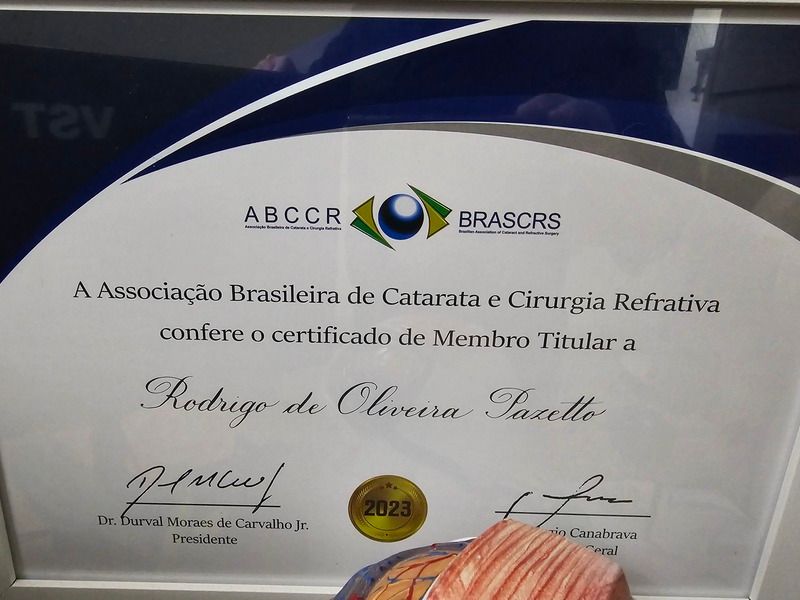 VST
ABCCR
Associação Brasileira de Catarata e Cirurgia Refrativa
BRASCRS
Brazilian Association of Cataract and Refractive Surgery
A Associação Brasileira de Catarata e Cirurgia Refrativa
confere o certificado de Membro Titular a
Rodrigo de Oliveira Pazetto
2023
Dr. Durval Moraes de Carvalho Jr.
Presidente
Canabrava
Geral